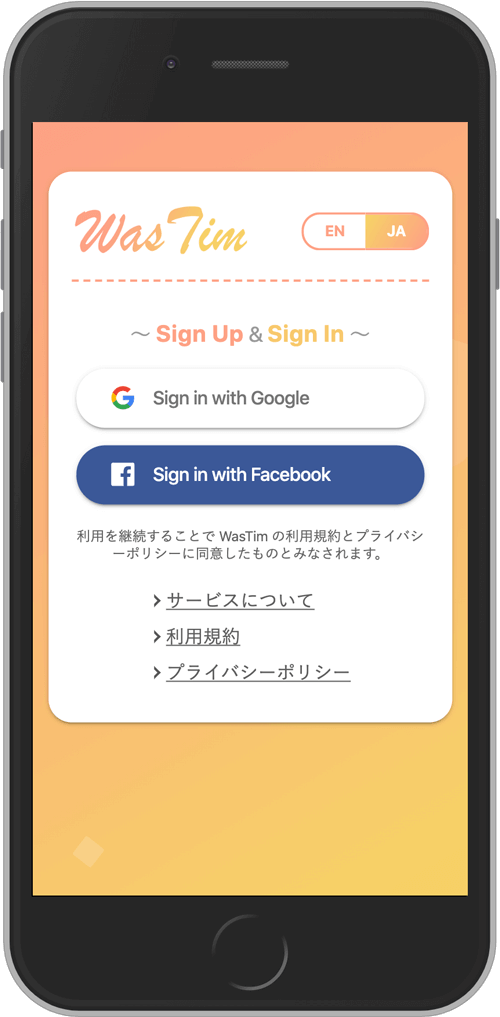 WasTim
EN JA
～ Sign Up & Sign In ～
Sign in with Google
Sign in with Facebook
利用を継続することで WasTim の利用規約とプライバシ
ーポリシーに同意したものとみなされます。
サービスについて
利用規約
プライバシーポリシー